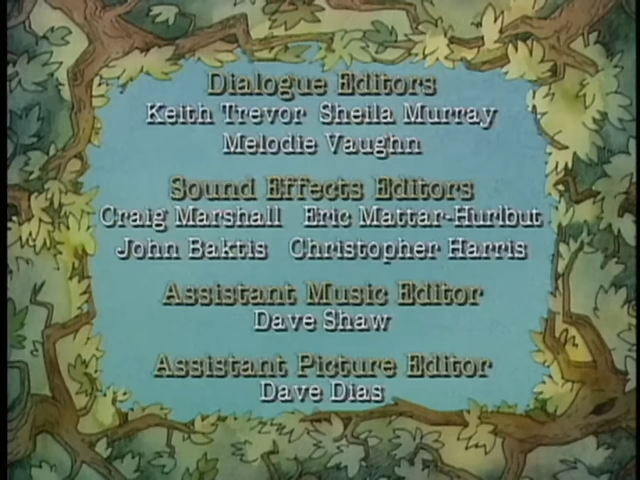 Dialogue Editors
Keith Trevor Sheila Murray
Melodie Vaughn
Sound Effects Editors
Craig Marshall Eric Mattar-Hurlbut
John Baktis Christopher Harris
Assistant Music Editor
Dave Shaw
Assistant Picture Editor
Dave Dias